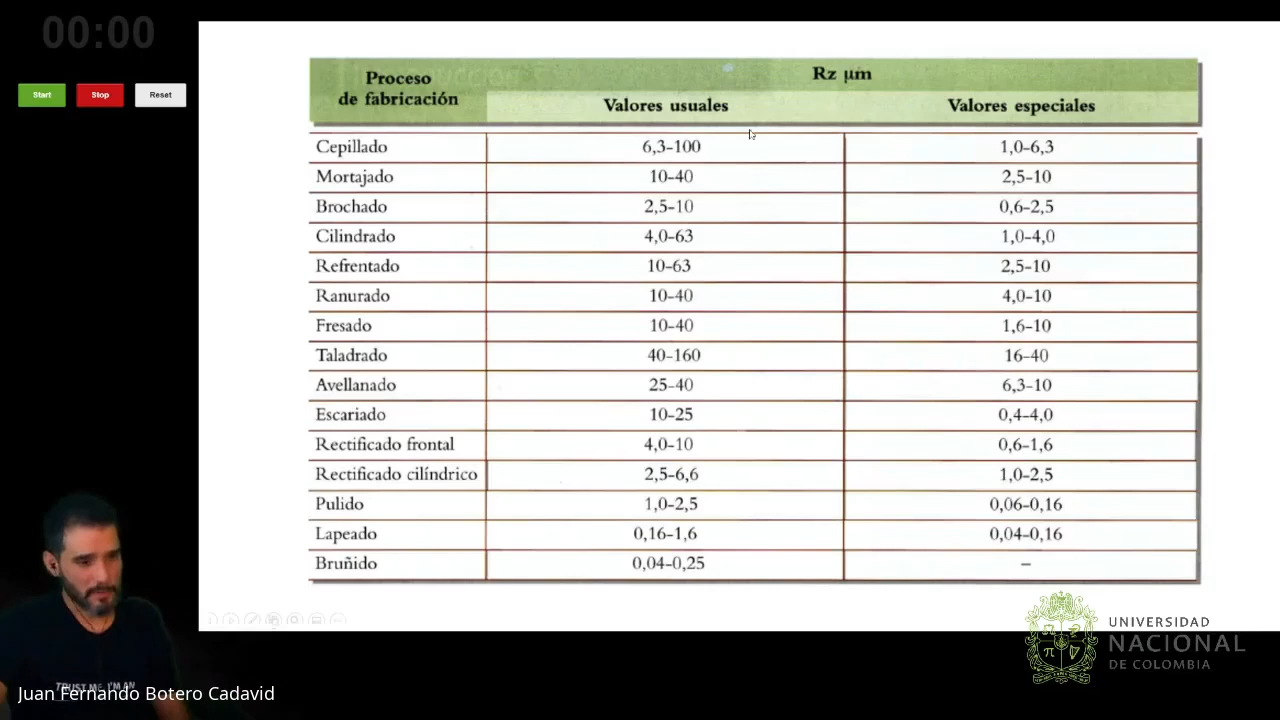 00:00
Start Stop Reset
Proceso de fabricación
Rz µm
Valores usuales Valores especiales
Cepillado 6,3-100 1,0-6,3
Mortajado 10-40 2,5-10
Brochado 2,5-10 0,6-2,5
Cilindrado 4,0-63 1,0-4,0
Refrentado 10-63 2,5-10
Ranurado 10-40 4,0-10
Fresado 10-40 1,6-10
Taladrado 40-160 16-40
Avellanado 25-40 6,3-10
Escariado 10-25 0,4-4,0
Rectificado frontal 4,0-10 0,6-1,6
Rectificado cilíndrico 2,5-6,6 1,0-2,5
Pulido 1,0-2,5 0,06-0,16
Lapeado 0,16-1,6 0,04-0,16
Bruñido 0,04-0,25 –
TRUST ME, I'M AN
Juan Fernando Botero Cadavid
UNIVERSIDAD
NACIONAL
DE COLOMBIA